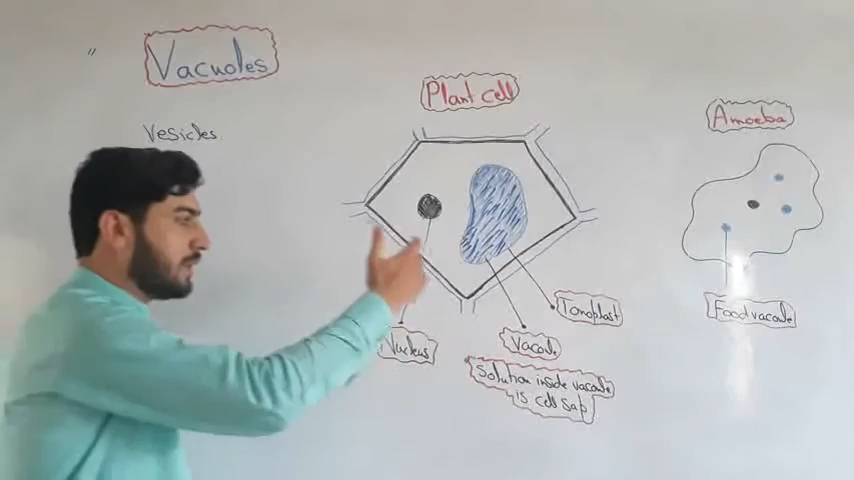 Vacuoles
Vesicles
Plant cell
Amoeba
Nucleus
Vacuole
Tonoplast
Solution inside vacuole
is cell sap
Food vacuole